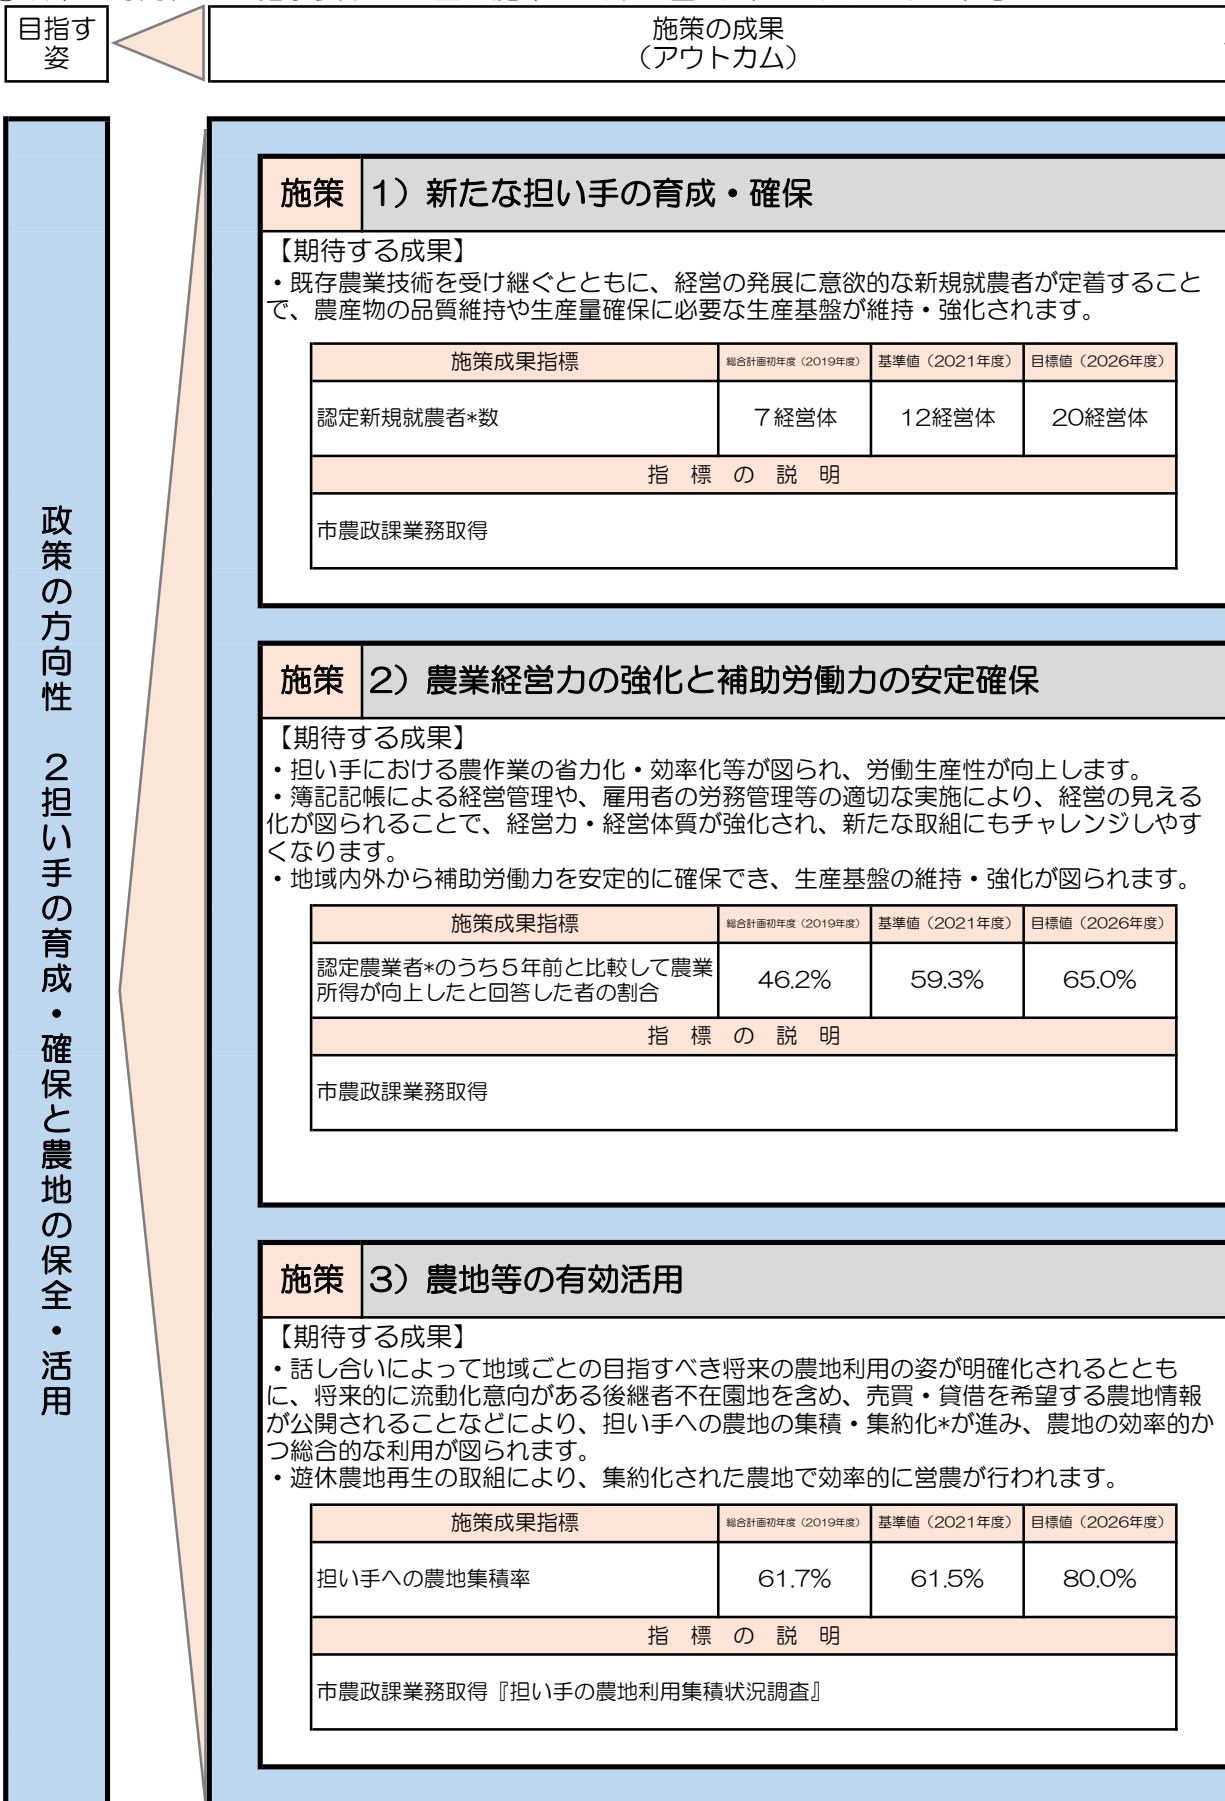 目指す
姿
施策の成果
（アウトカム）
政策の方向性　２担い手の育成・確保と農地の保全・活用
施策 1）新たな担い手の育成・確保
【期待する成果】
・既存農業技術を受け継ぐとともに、経営の発展に意欲的な新規就農者が定着すること
で、農産物の品質維持や生産量確保に必要な生産基盤が維持・強化されます。
施策成果指標 総合計画初年度（2019年度） 基準値（2021年度） 目標値（2026年度）
認定新規就農者*数 ７経営体 12経営体 20経営体
指　標　の　説　明
市農政課業務取得
施策 2）農業経営力の強化と補助労働力の安定確保
【期待する成果】
・担い手における農作業の省力化・効率化等が図られ、労働生産性が向上します。
・簿記記帳による経営管理や、雇用者の労務管理等の適切な実施により、経営の見える
化が図られることで、経営力・経営体質が強化され、新たな取組にもチャレンジしやす
くなります。
・地域内外から補助労働力を安定的に確保でき、生産基盤の維持・強化が図られます。
施策成果指標 総合計画初年度（2019年度） 基準値（2021年度） 目標値（2026年度）
認定農業者*のうち５年前と比較して農業
所得が向上したと回答した者の割合 46.2% 59.3% 65.0%
指　標　の　説　明
市農政課業務取得
施策 3）農地等の有効活用
【期待する成果】
・話し合いによって地域ごとの目指すべき将来の農地利用の姿が明確化されるととも
に、将来的に流動化意向がある後継者不在園地を含め、売買・貸借を希望する農地情報
が公開されることなどにより、担い手への農地の集積・集約化*が進み、農地の効率的か
つ総合的な利用が図られます。
・遊休農地再生の取組により、集約化された農地で効率的に営農が行われます。
施策成果指標 総合計画初年度（2019年度） 基準値（2021年度） 目標値（2026年度）
担い手への農地集積率 61.7% 61.5% 80.0%
指　標　の　説　明
市農政課業務取得『担い手の農地利用集積状況調査』